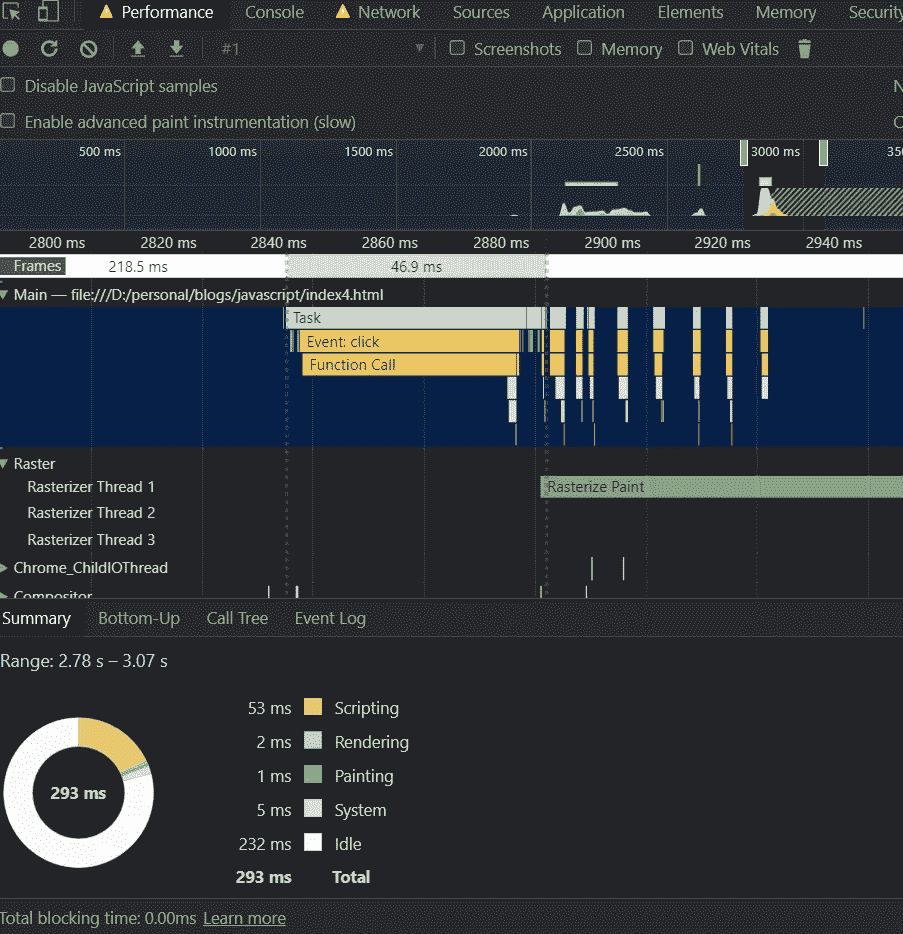 Performance Console Network Sources Application Elements Memory Security
#1 Screenshots Memory Web Vitals
Disable JavaScript samples
Enable advanced paint instrumentation (slow)
500 ms 1000 ms 1500 ms 2000 ms 2500 ms 3000 ms
2800 ms 2820 ms 2840 ms 2860 ms 2880 ms 2900 ms 2920 ms 2940 ms
Frames 218.5 ms 46.9 ms
Main — file:///D:/personal/blogs/javascript/index4.html
Task
Event: click
Function Call
Raster
Rasterizer Thread 1 Rasterize Paint
Rasterizer Thread 2
Rasterizer Thread 3
Chrome_ChildIOThread
Compositor
Summary Bottom-Up Call Tree Event Log
Range: 2.78 s – 3.07 s
53 ms Scripting
2 ms Rendering
1 ms Painting
293 ms
5 ms System
232 ms Idle
293 ms Total
Total blocking time: 0.00ms Learn more